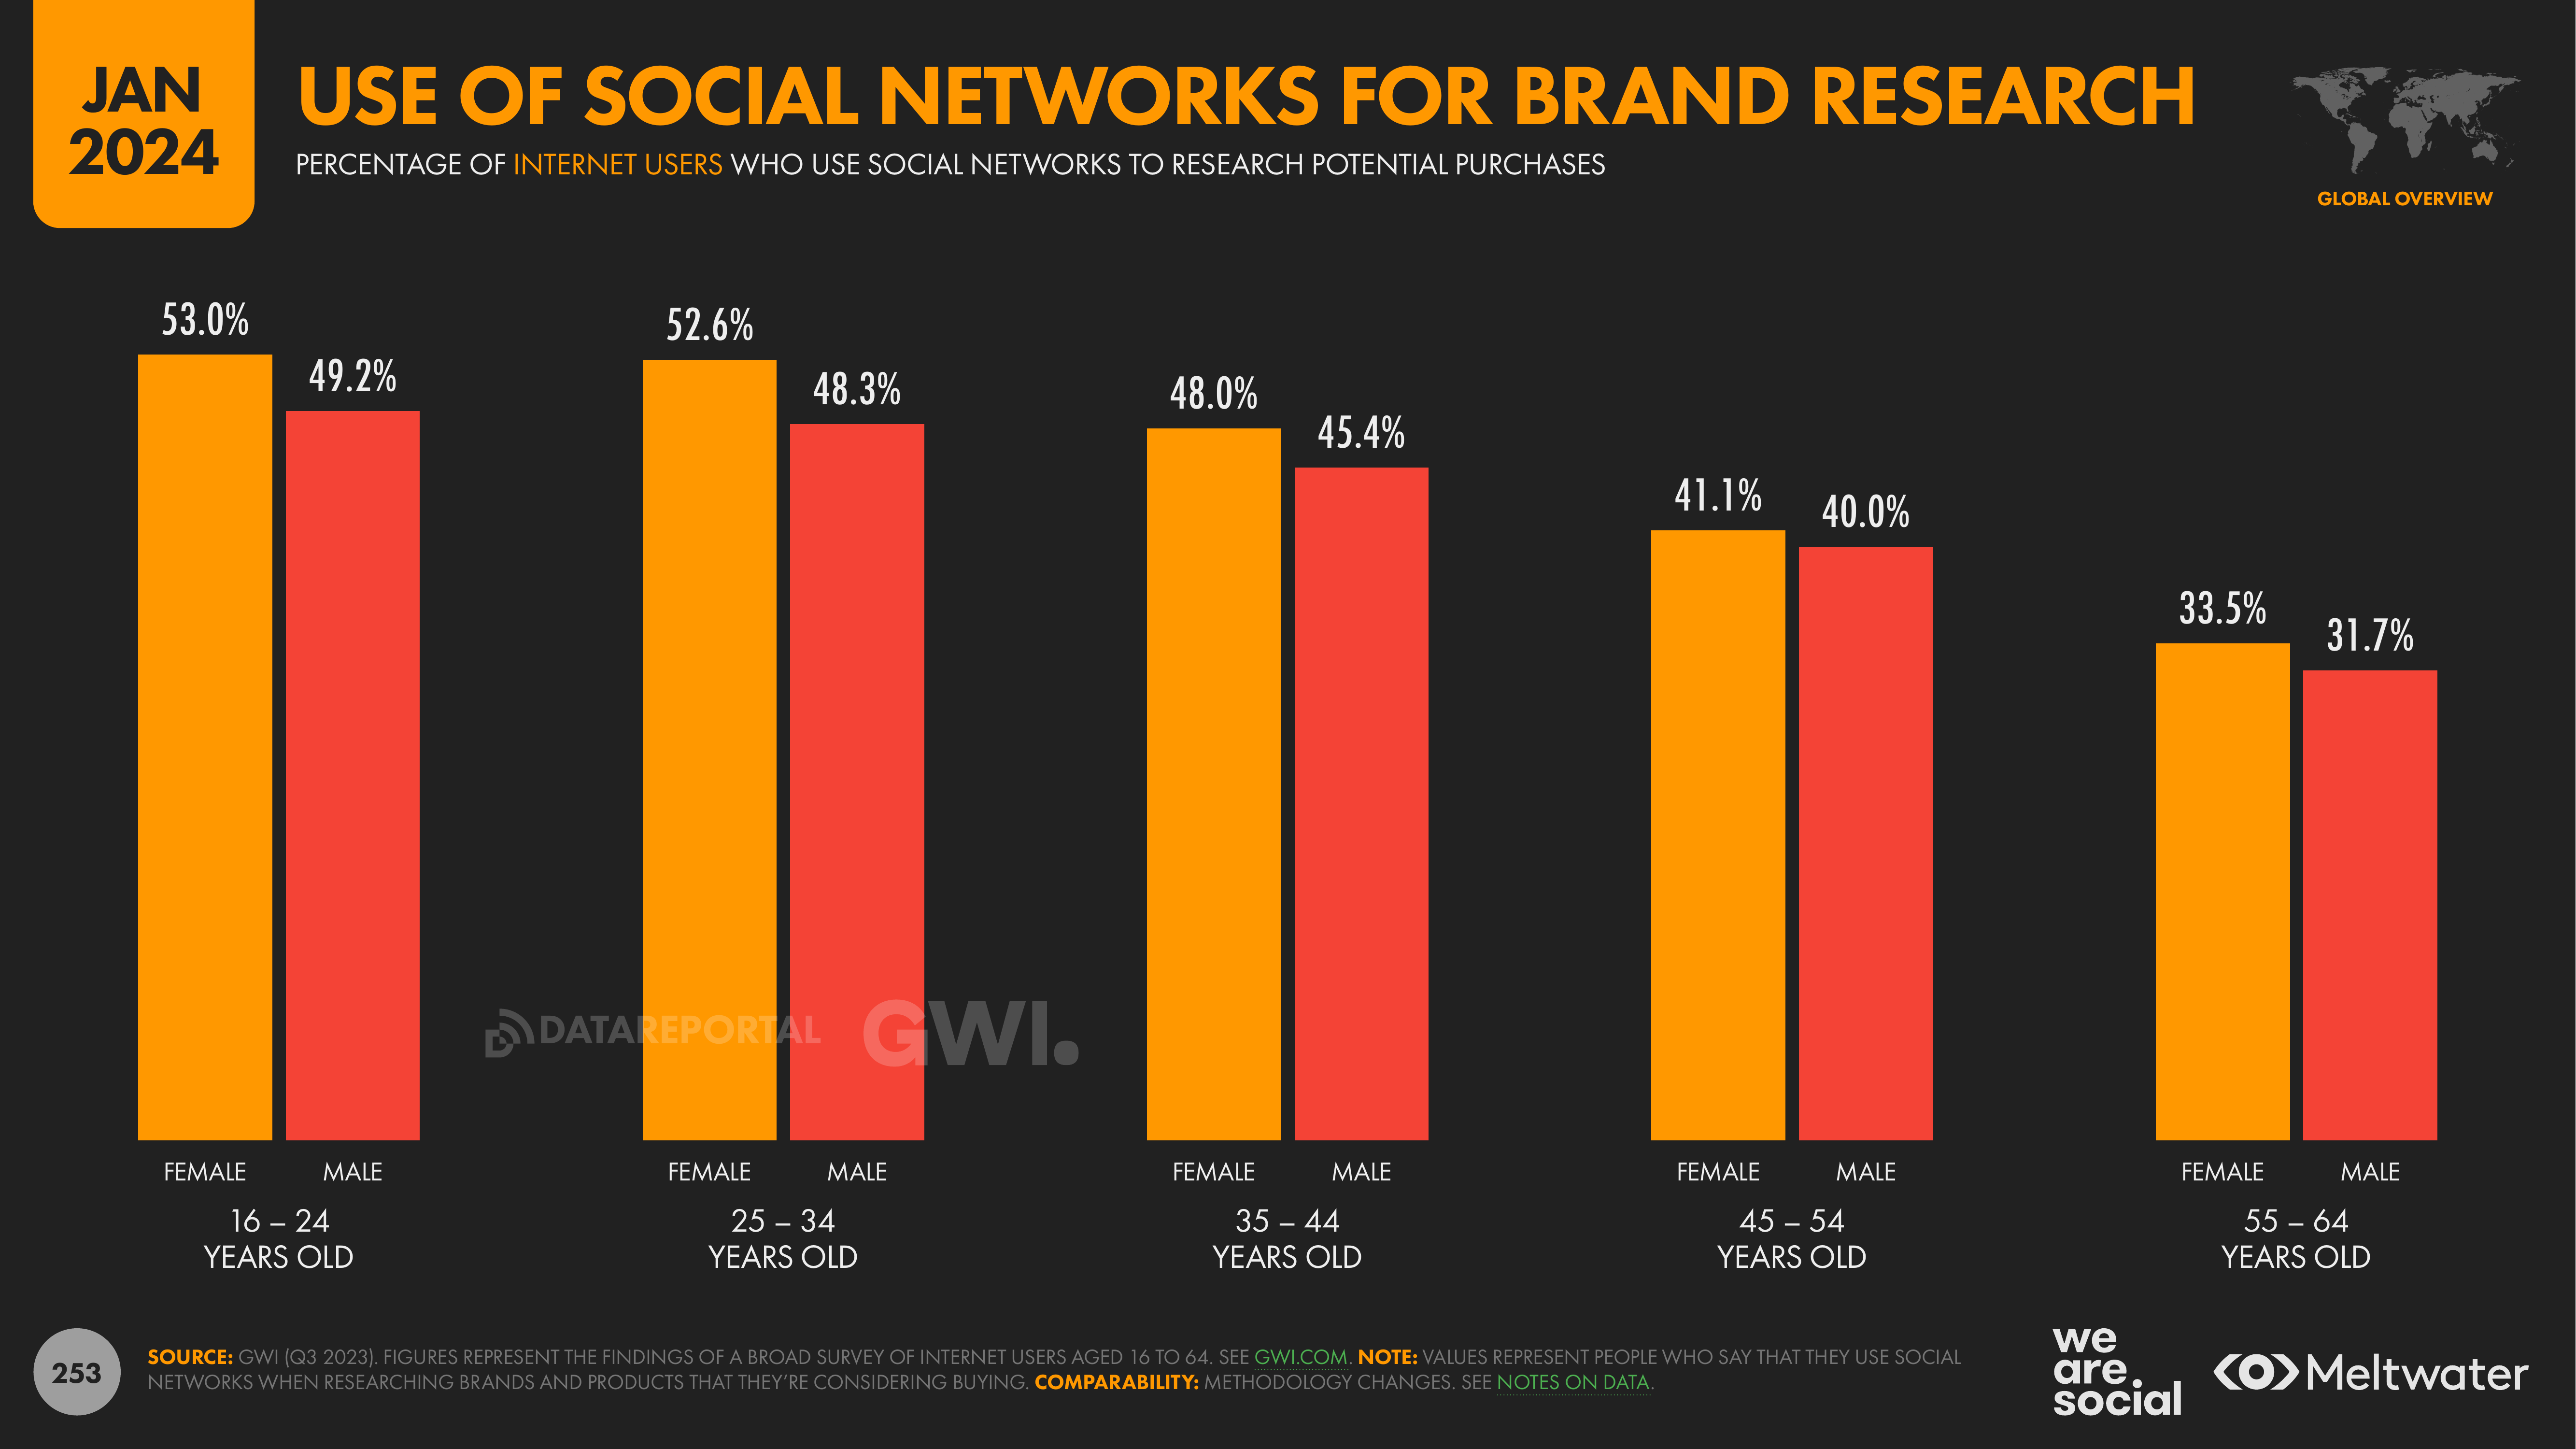 JAN
2024
USE OF SOCIAL NETWORKS FOR BRAND RESEARCH
PERCENTAGE OF INTERNET USERS WHO USE SOCIAL NETWORKS TO RESEARCH POTENTIAL PURCHASES
GLOBAL OVERVIEW
53.0%
49.2%
52.6%
48.3%
48.0%
45.4%
41.1%
40.0%
33.5%
31.7%
DATAREPORTAL
GWI.
FEMALE MALE FEMALE MALE FEMALE MALE FEMALE MALE FEMALE MALE
16 – 24
YEARS OLD
25 – 34
YEARS OLD
35 – 44
YEARS OLD
45 – 54
YEARS OLD
55 – 64
YEARS OLD
253
SOURCE: GWI (Q3 2023). FIGURES REPRESENT THE FINDINGS OF A BROAD SURVEY OF INTERNET USERS AGED 16 TO 64. SEE GWI.COM. NOTE: VALUES REPRESENT PEOPLE WHO SAY THAT THEY USE SOCIAL
NETWORKS WHEN RESEARCHING BRANDS AND PRODUCTS THAT THEY'RE CONSIDERING BUYING. COMPARABILITY: METHODOLOGY CHANGES. SEE NOTES ON DATA.
we
are
social
Meltwater